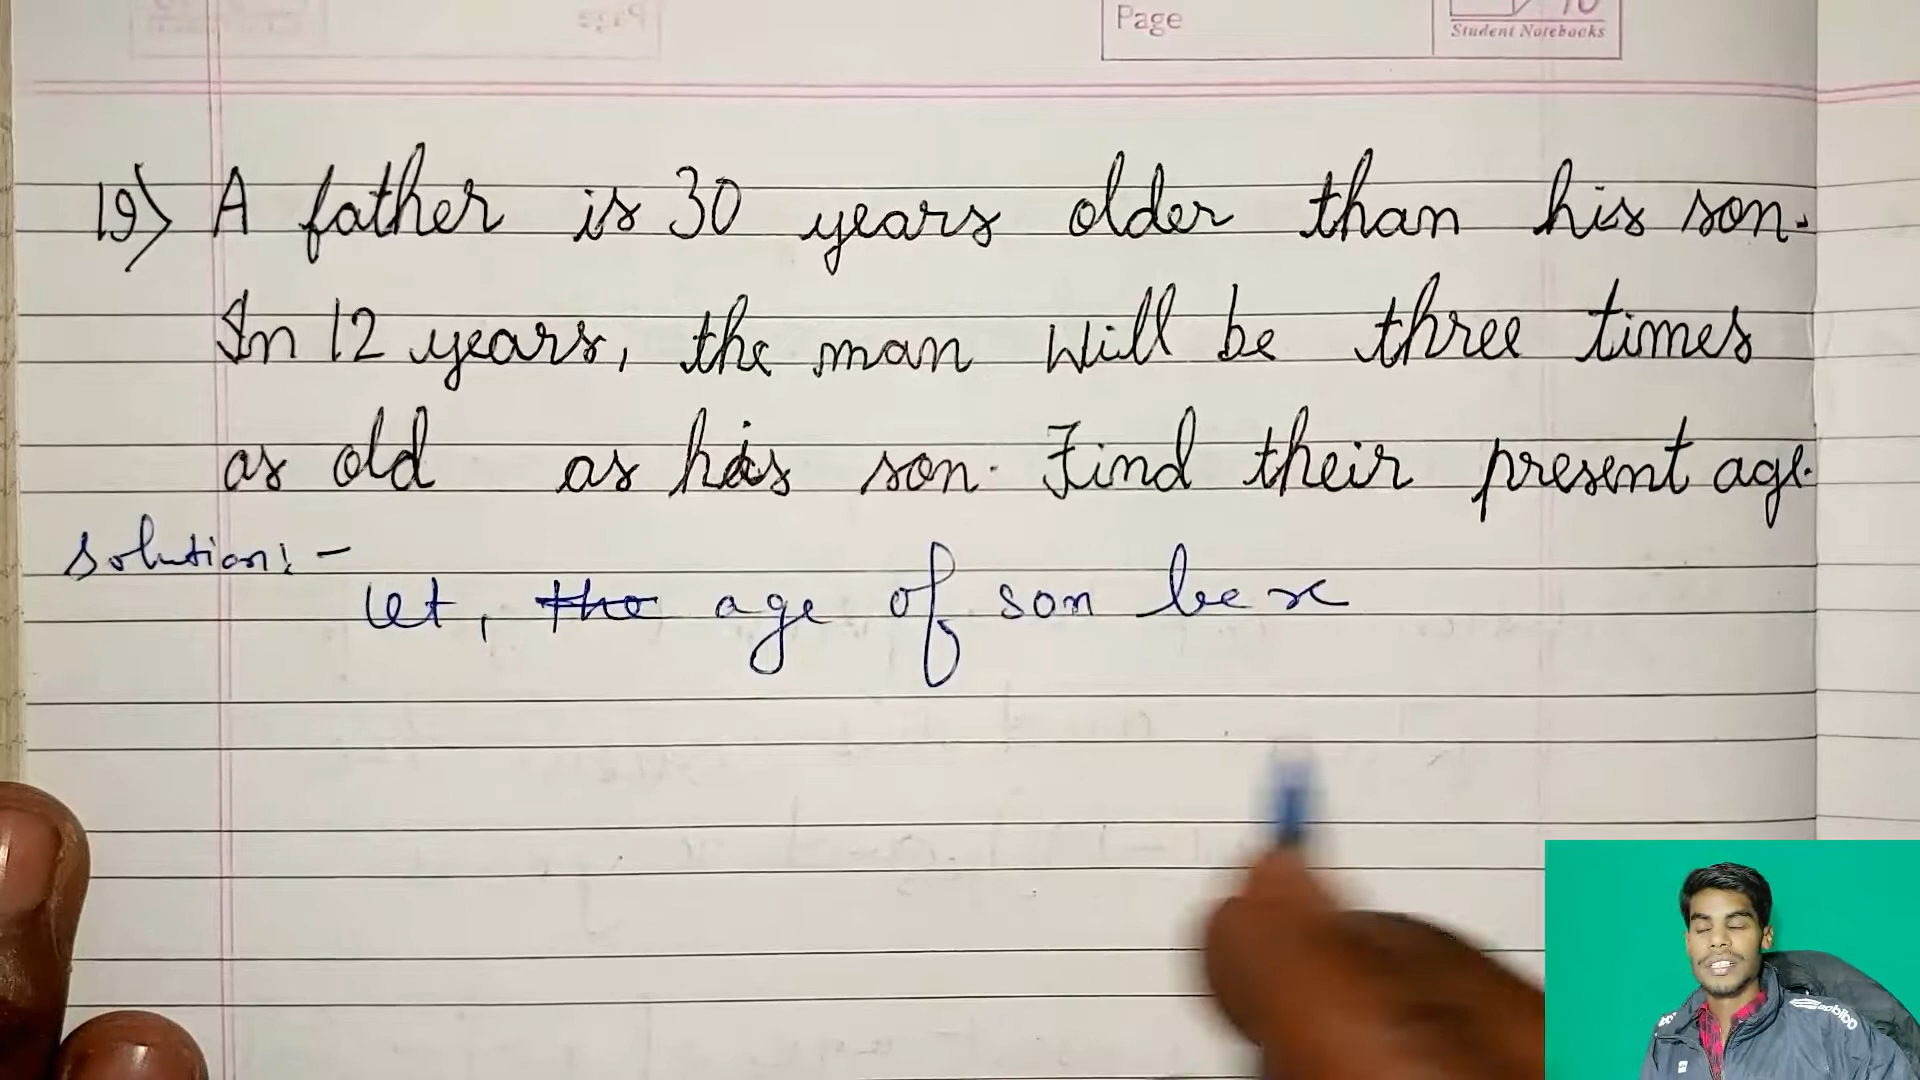 Page
Student Notebooks
19) A father is 30 years older than his son.
In 12 years, the man will be three times
as old as his son. Find their present age.
Solution:-
Let, the age of son be x